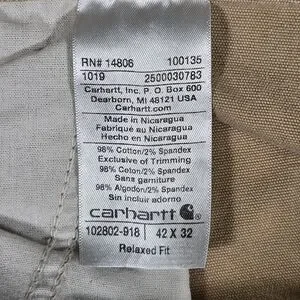 RN# 14806 100135
1019 2500030783
Carhartt, Inc. P.O. Box 600
Dearborn, MI 48121 USA
Carhartt.com
Made in Nicaragua
Fabriqué au Nicaragua
Hecho en Nicaragua
98% Cotton/2% Spandex
Exclusive of Trimming
98% Coton/2% Spandex
Sans garniture
98% Algodon/2% Spandex
Sin incluir adorno
carhartt
102802-918 42 X 32
Relaxed Fit